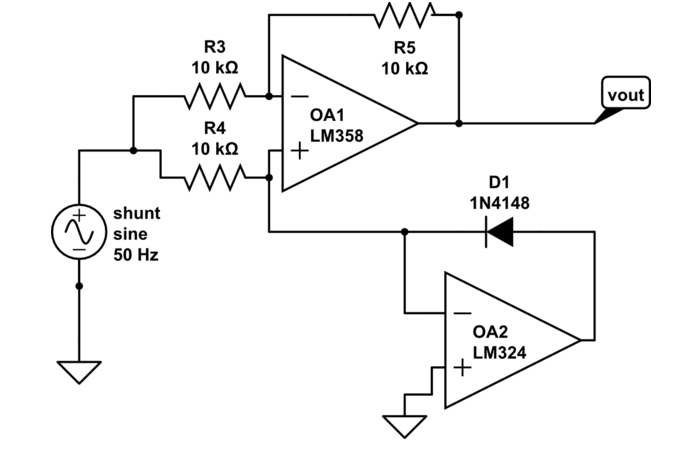 R3
10 kΩ
R5
10 kΩ
OA1
LM358
vout
R4
10 kΩ
D1
1N4148
shunt
sine
50 Hz
OA2
LM324